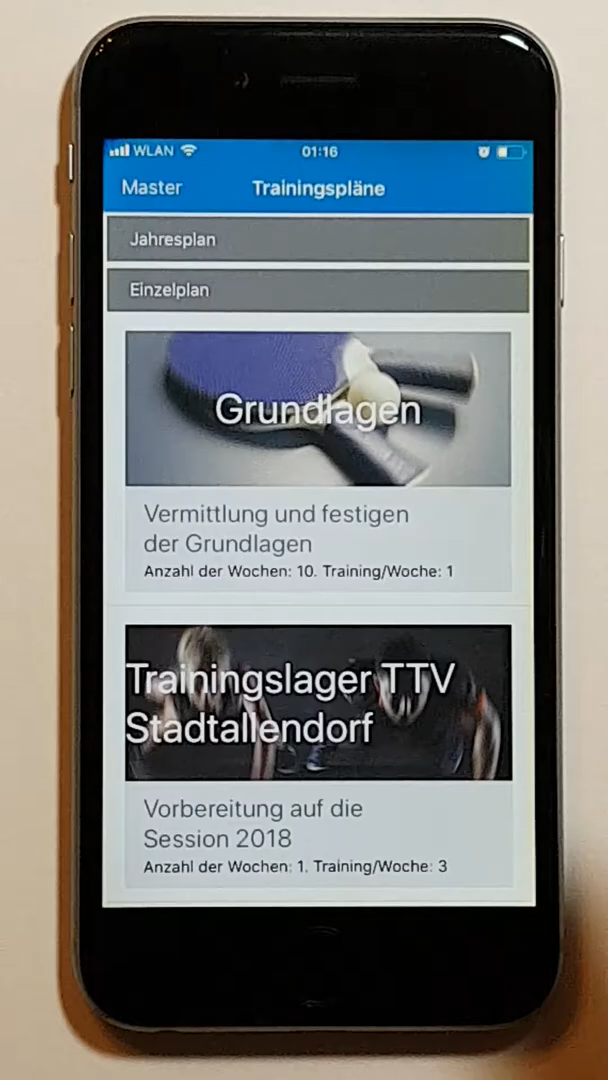 WLAN 01:16
Master Trainingspläne
Jahresplan
Einzelplan
Grundlagen
Vermittlung und festigen
der Grundlagen
Anzahl der Wochen: 10. Training/Woche: 1
Trainingslager TTV
Stadtallendorf
Vorbereitung auf die
Session 2018
Anzahl der Wochen: 1. Training/Woche: 3